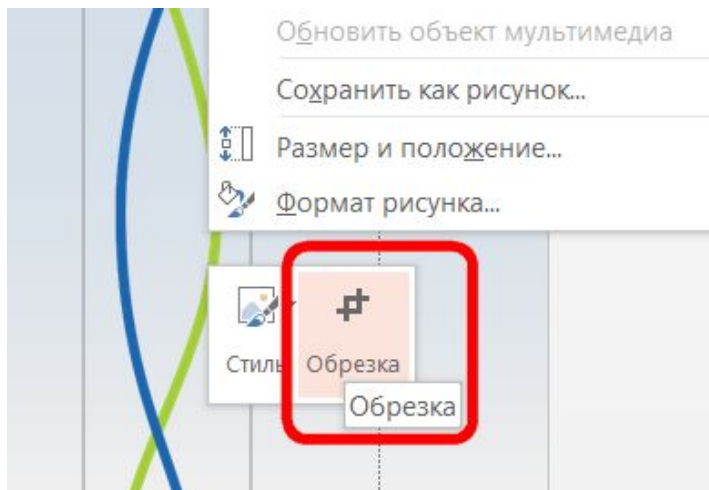 Обновить объект мультимедиа
Сохранить как рисунок...
Размер и положение...
Формат рисунка...
Стиль Обрезка
Обрезка